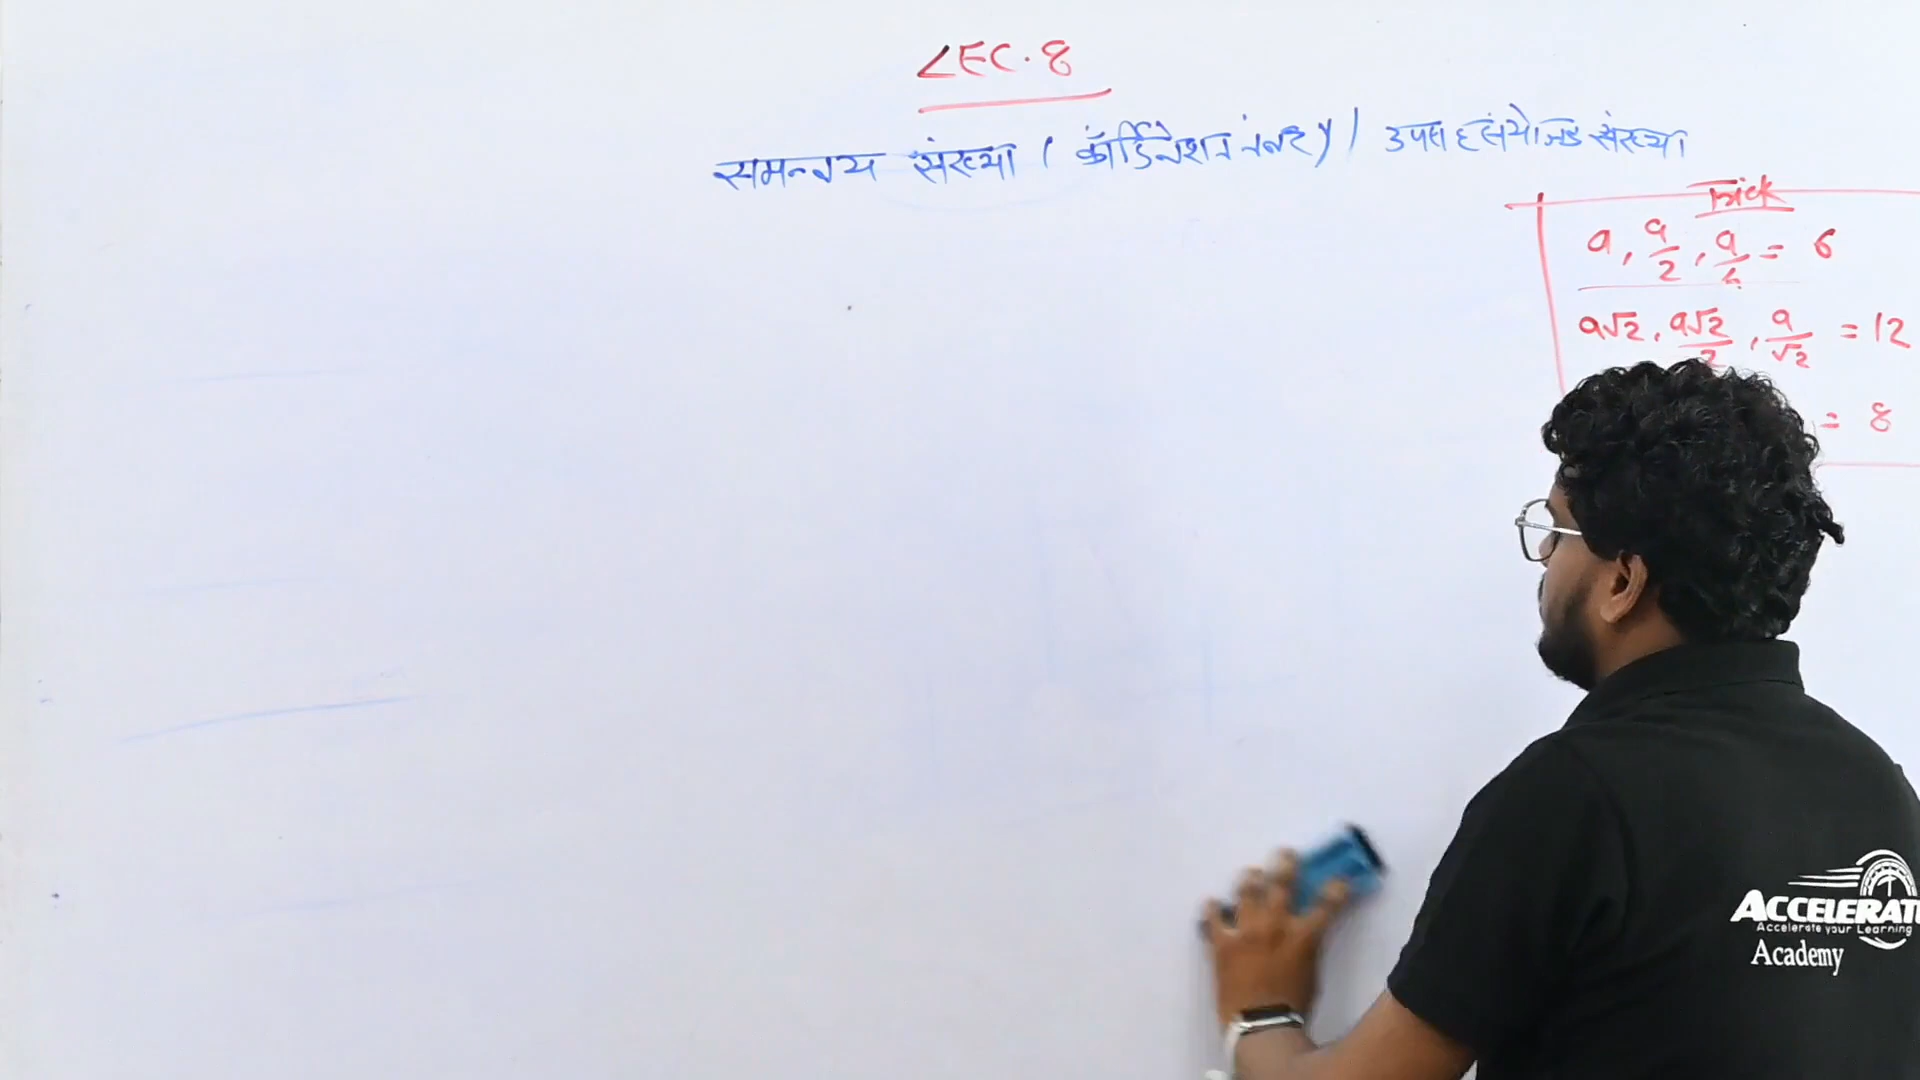 LEC.8
समन्वय संख्या ( कॉर्डिनेशन नंबर ) / उपसहसंयोजक संख्या
Trick
a, a/2, a/4 = 6
a√2, a√2/2, a/√2 = 12
= 8
ACCELERAT
Accelerate your Learning
Academy